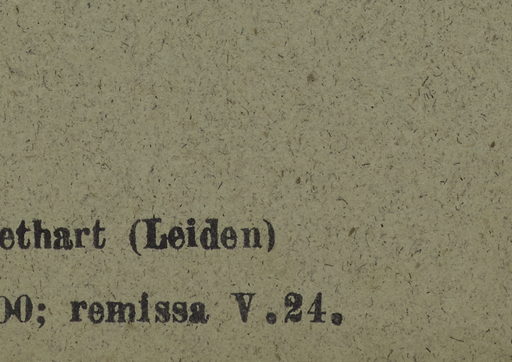 ethart (Leiden)
00; remissa V.24.